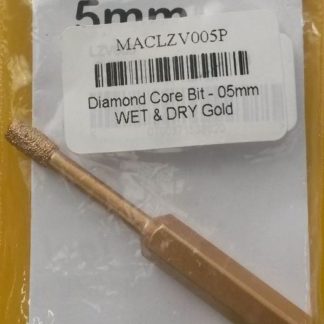 5mm
MACLZV005P
Diamond Core Bit - 05mm
WET & DRY Gold